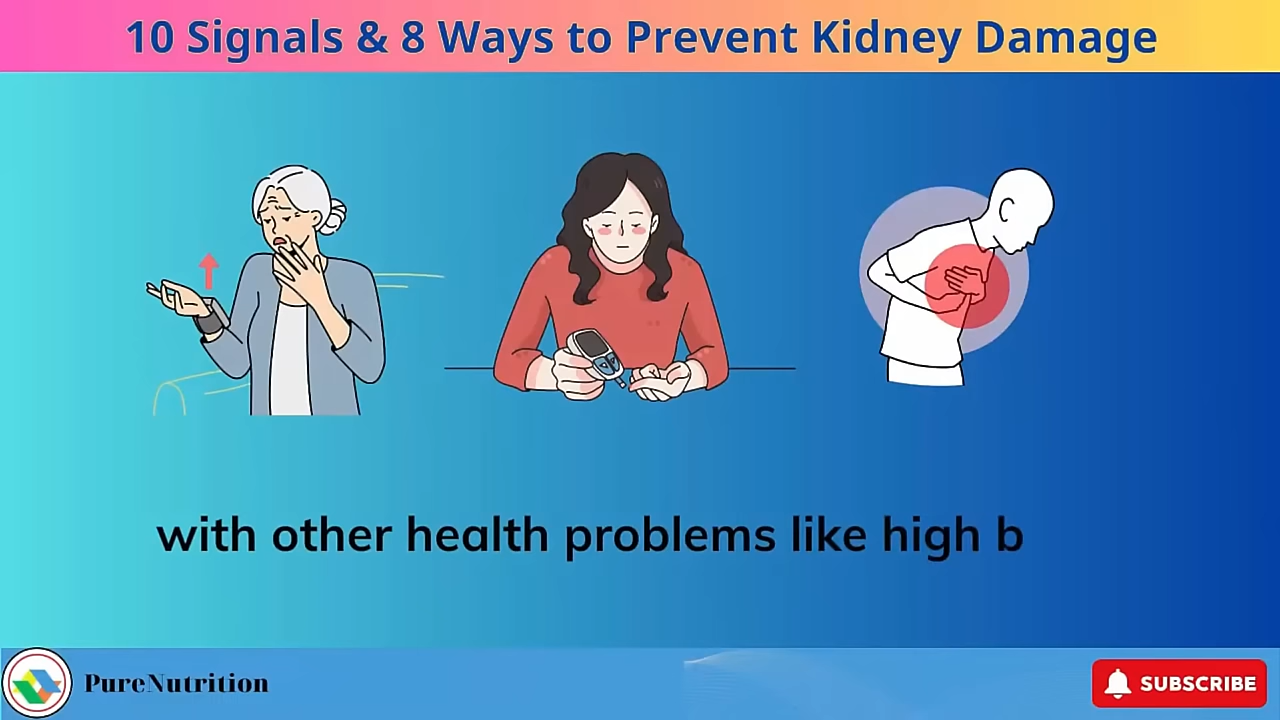 10 Signals & 8 Ways to Prevent Kidney Damage
with other health problems like high b
PureNutrition
SUBSCRIBE